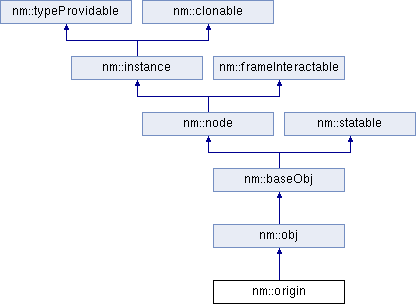 nm::typeProvidable nm::clonable
nm::instance nm::frameInteractable
nm::node nm::statable
nm::baseObj
nm::obj
nm::origin